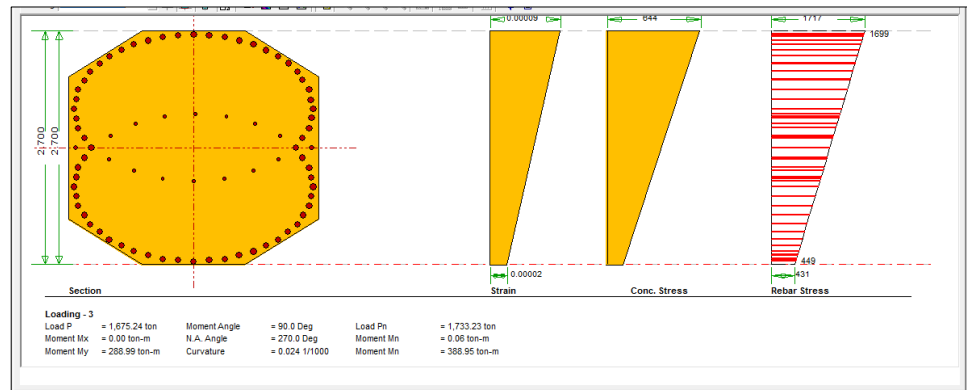 0.00009 644 1717
1699
2.700 2.700
449
0.00002 431
Section Strain Conc. Stress Rebar Stress
Loading - 3
Load P = 1,675.24 ton Moment Angle = 90.0 Deg Load Pn = 1,733.23 ton
Moment Mx = 0.00 ton-m N.A. Angle = 270.0 Deg Moment Mn = 0.06 ton-m
Moment My = 288.99 ton-m Curvature = 0.024 1/1000 Moment Mn = 388.95 ton-m